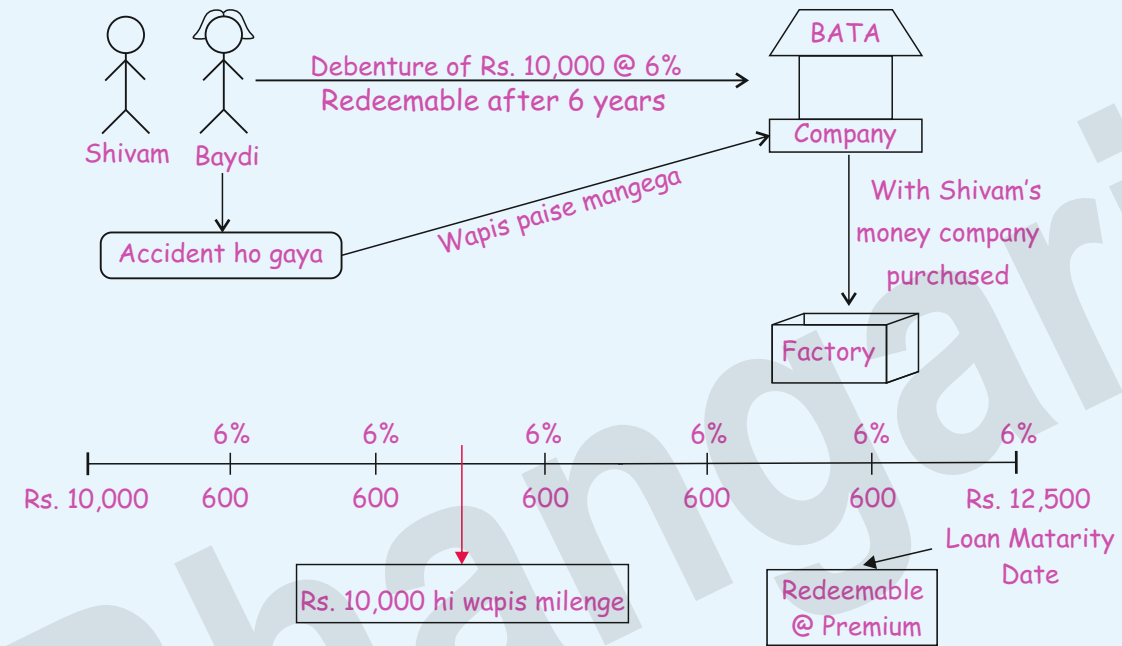 BATA
Debenture of Rs. 10,000 @ 6%
Redeemable after 6 years
Company
Shivam
Baydi
Wapis paise mangega
With Shivam's
money company
purchased
Accident ho gaya
Factory
6% 6% 6% 6% 6% 6%
Rs. 10,000 600 600 600 600 600 Rs. 12,500
Loan Matarity
Date
Rs. 10,000 hi wapis milenge
Redeemable
@ Premium